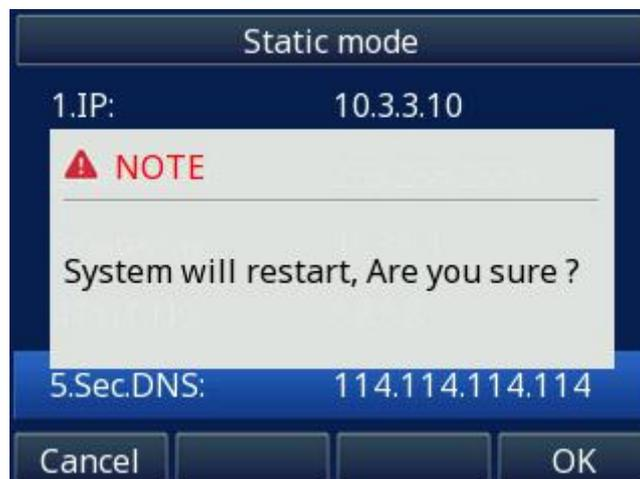 Static mode
1.IP: 10.3.3.10
NOTE
System will restart, Are you sure ?
5.Sec.DNS: 114.114.114.114
Cancel OK